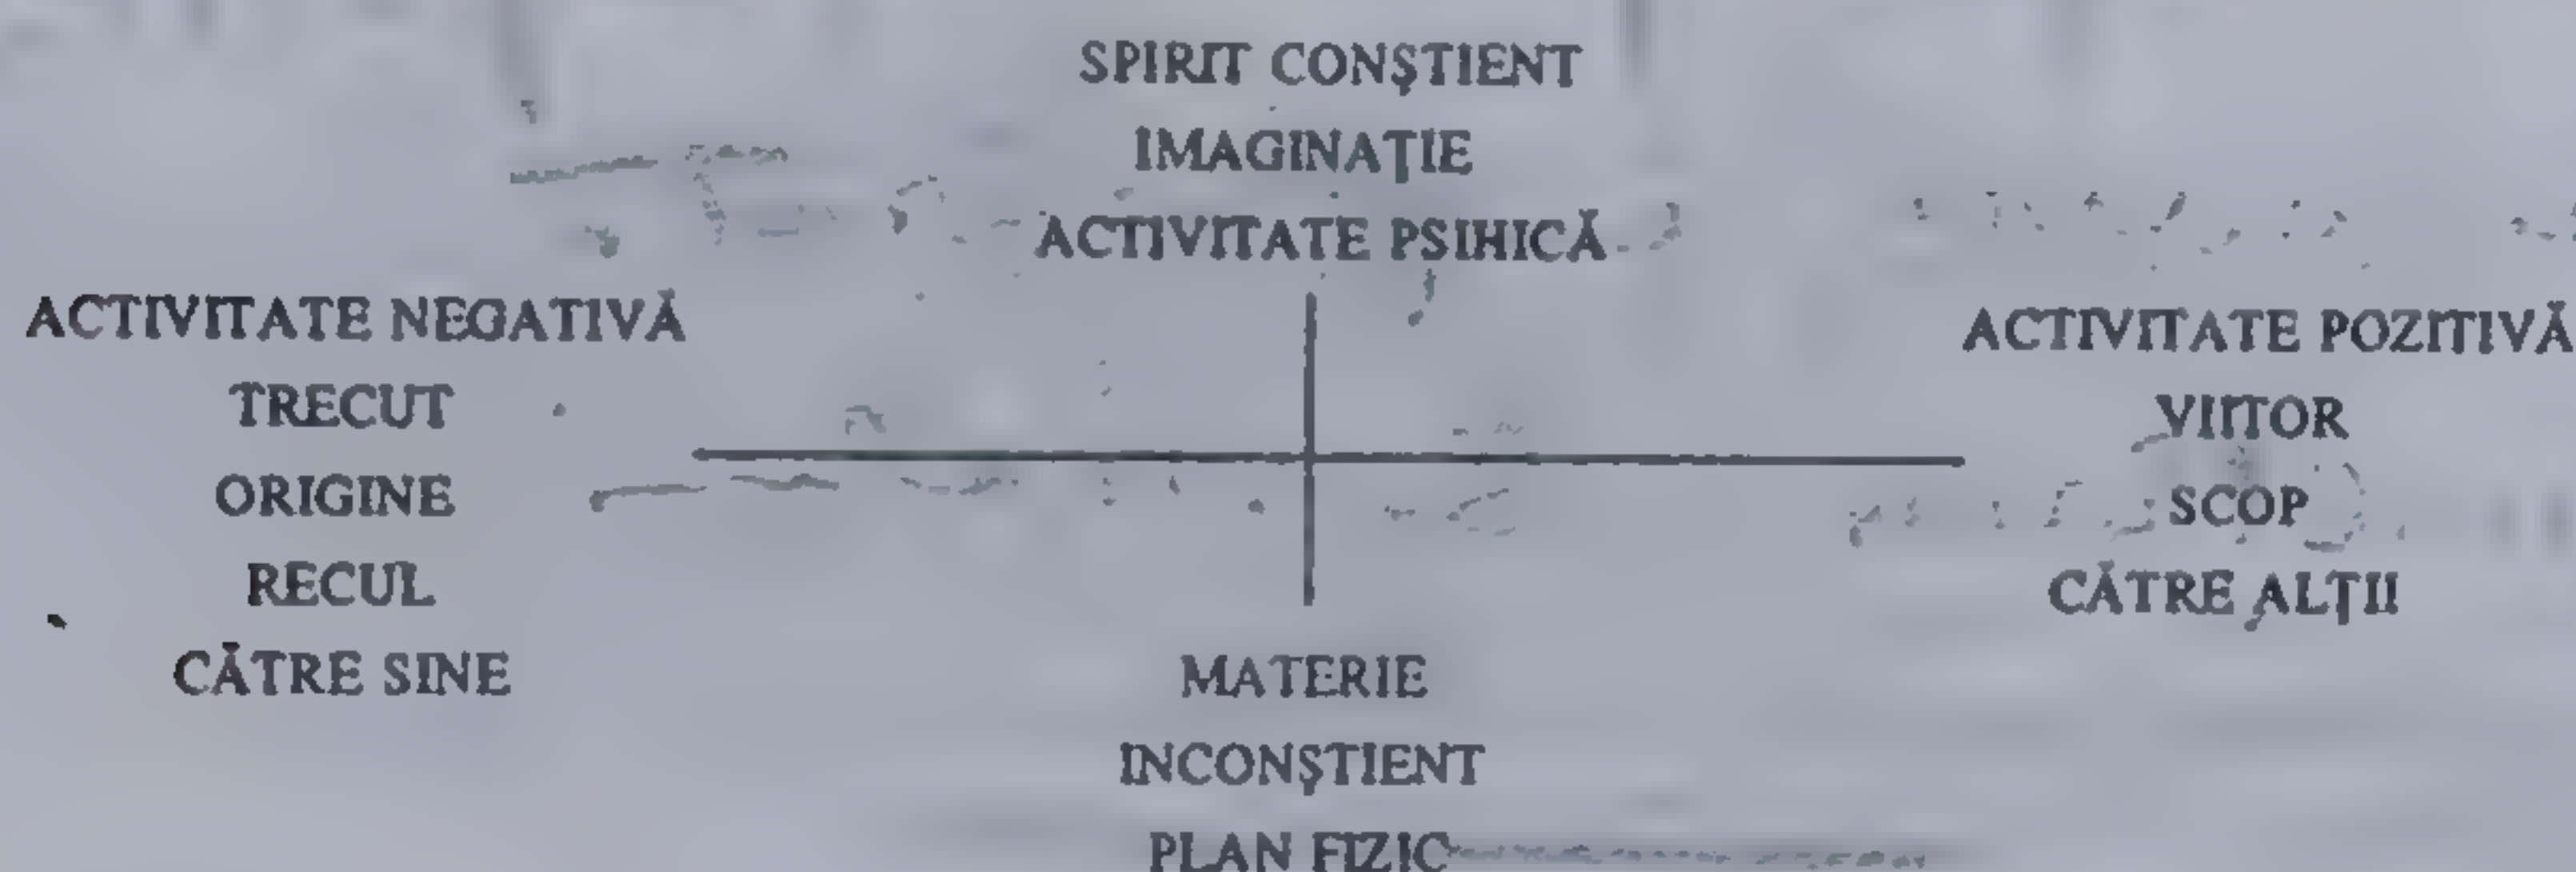 SPIRIT CONŞTIENT
IMAGINAŢIE
ACTIVITATE PSIHICĂ
ACTIVITATE NEGATIVĂ
TRECUT
ORIGINE
RECUL
CĂTRE SINE
ACTIVITATE POZITIVĂ
VIITOR
SCOP
CĂTRE ALŢII
MATERIE
INCONŞTIENT
PLAN FIZIC